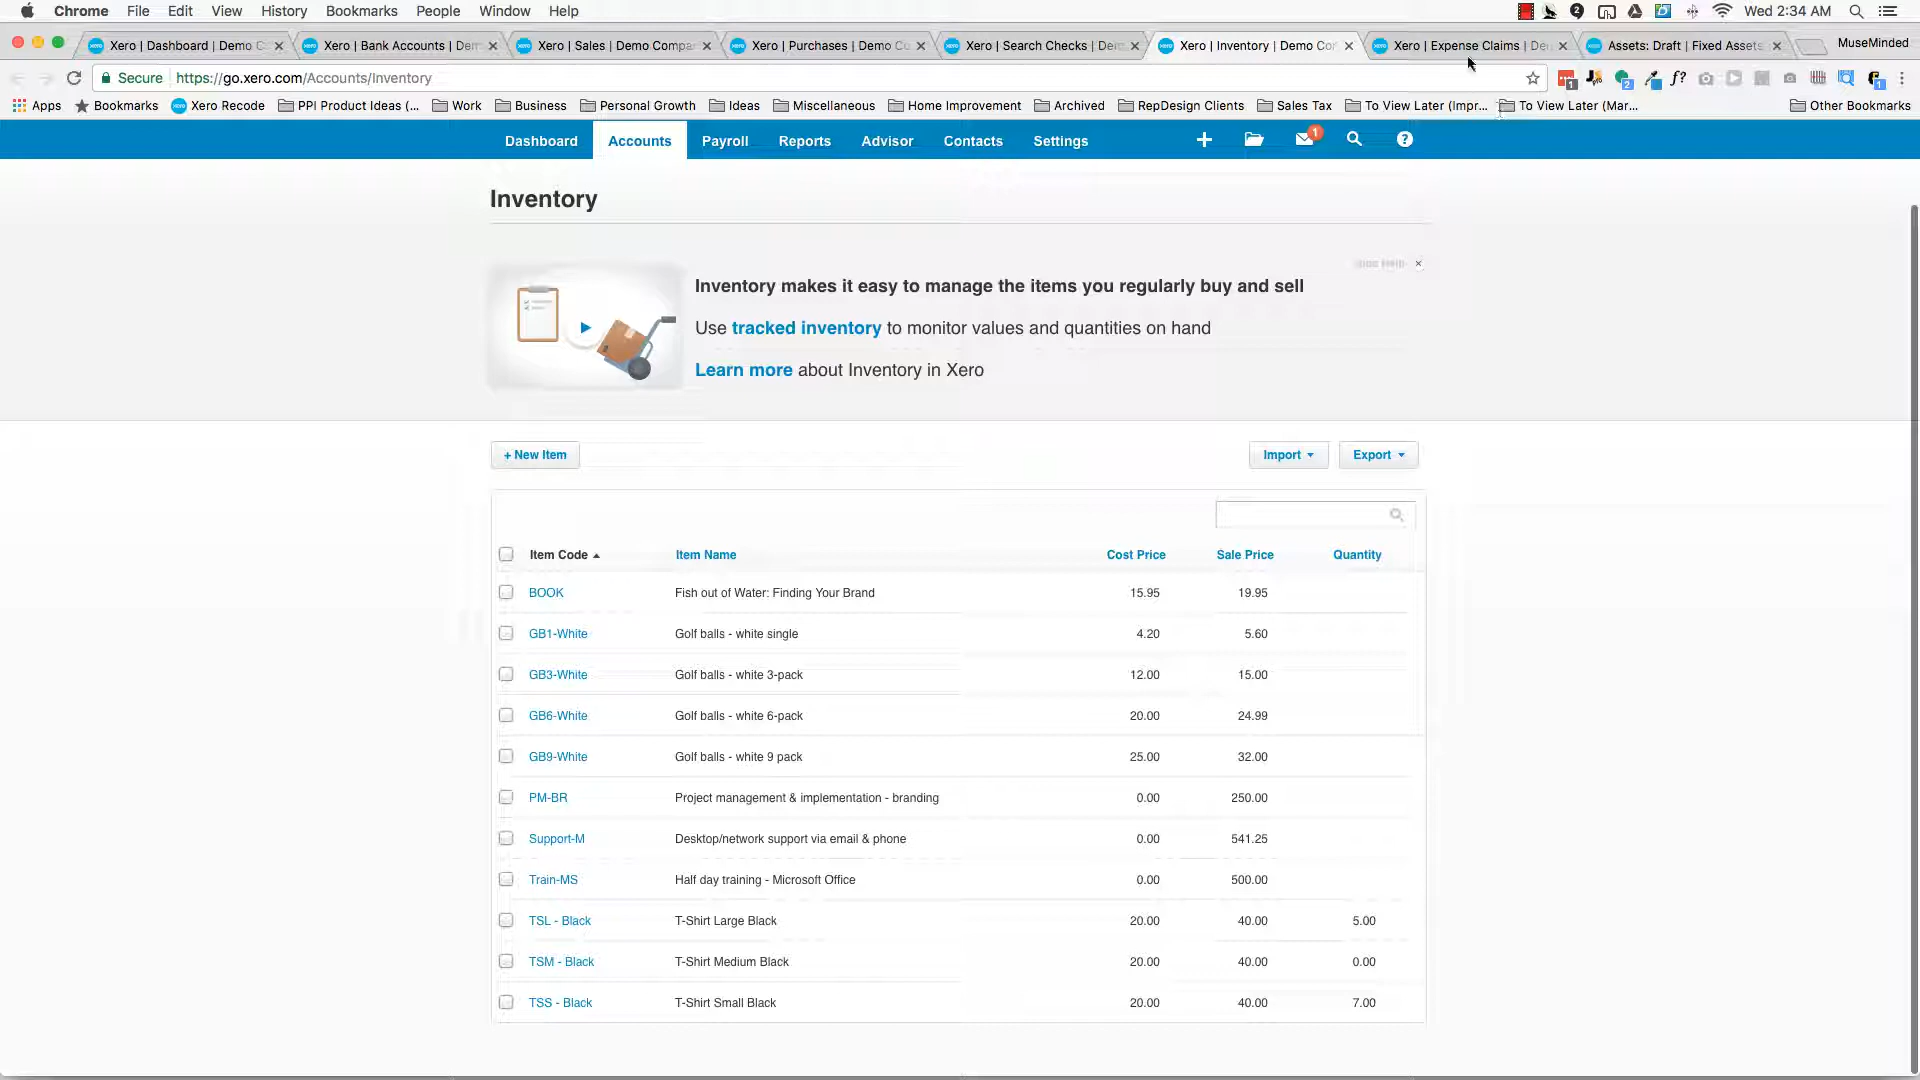 Chrome File Edit View History Bookmarks People Window Help Wed 2:34 AM
Xero | Dashboard | Demo C Xero | Bank Accounts | Dem Xero | Sales | Demo Compa Xero | Purchases | Demo Co Xero | Search Checks | De Xero | Inventory | Demo Co Xero | Expense Claims | De Assets: Draft | Fixed Assets MuseMinded
Secure https://go.xero.com/Accounts/Inventory
Apps Bookmarks Xero Recode PPI Product Ideas (... Work Business Personal Growth Ideas Miscellaneous Home Improvement Archived RepDesign Clients Sales Tax To View Later (Impr... To View Later (Mar... Other Bookmarks
Dashboard Accounts Payroll Reports Advisor Contacts Settings 1
Inventory
Inventory makes it easy to manage the items you regularly buy and sell
Use tracked inventory to monitor values and quantities on hand
Learn more about Inventory in Xero
+ New Item Import Export
Item Code Item Name Cost Price Sale Price Quantity
BOOK Fish out of Water: Finding Your Brand 15.95 19.95
GB1-White Golf balls - white single 4.20 5.60
GB3-White Golf balls - white 3-pack 12.00 15.00
GB6-White Golf balls - white 6-pack 20.00 24.99
GB9-White Golf balls - white 9 pack 25.00 32.00
PM-BR Project management & implementation - branding 0.00 250.00
Support-M Desktop/network support via email & phone 0.00 541.25
Train-MS Half day training - Microsoft Office 0.00 500.00
TSL - Black T-Shirt Large Black 20.00 40.00 5.00
TSM - Black T-Shirt Medium Black 20.00 40.00 0.00
TSS - Black T-Shirt Small Black 20.00 40.00 7.00